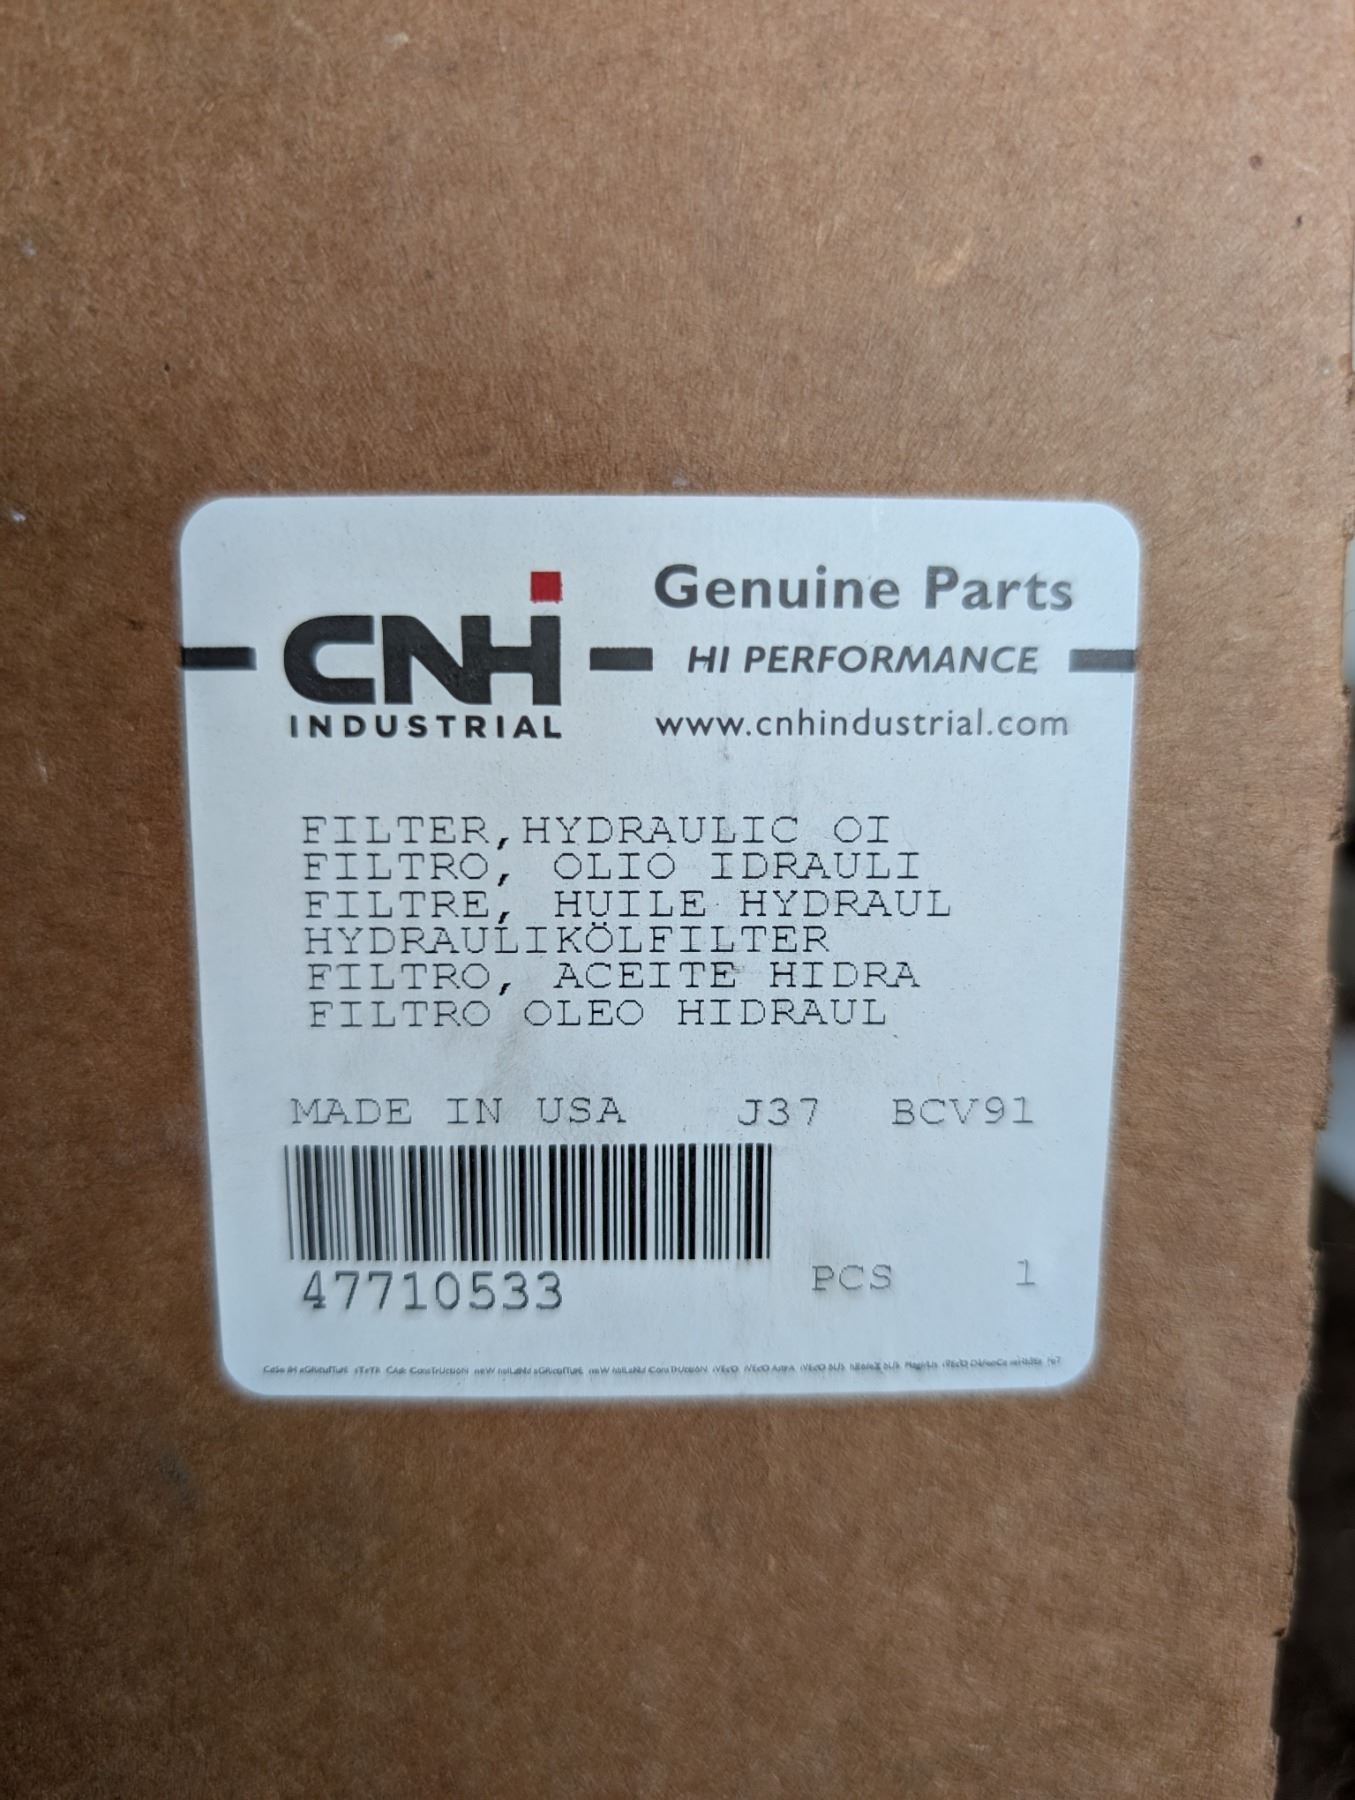 CNH
INDUSTRIAL
Genuine Parts
HI PERFORMANCE
www.cnhindustrial.com
FILTER,HYDRAULIC OI
FILTRO, OLIO IDRAULI
FILTRE, HUILE HYDRAUL
HYDRAULIKÖLFILTER
FILTRO, ACEITE HIDRA
FILTRO OLEO HIDRAUL
MADE IN USA J37 BCV91
47710533
PCS 1